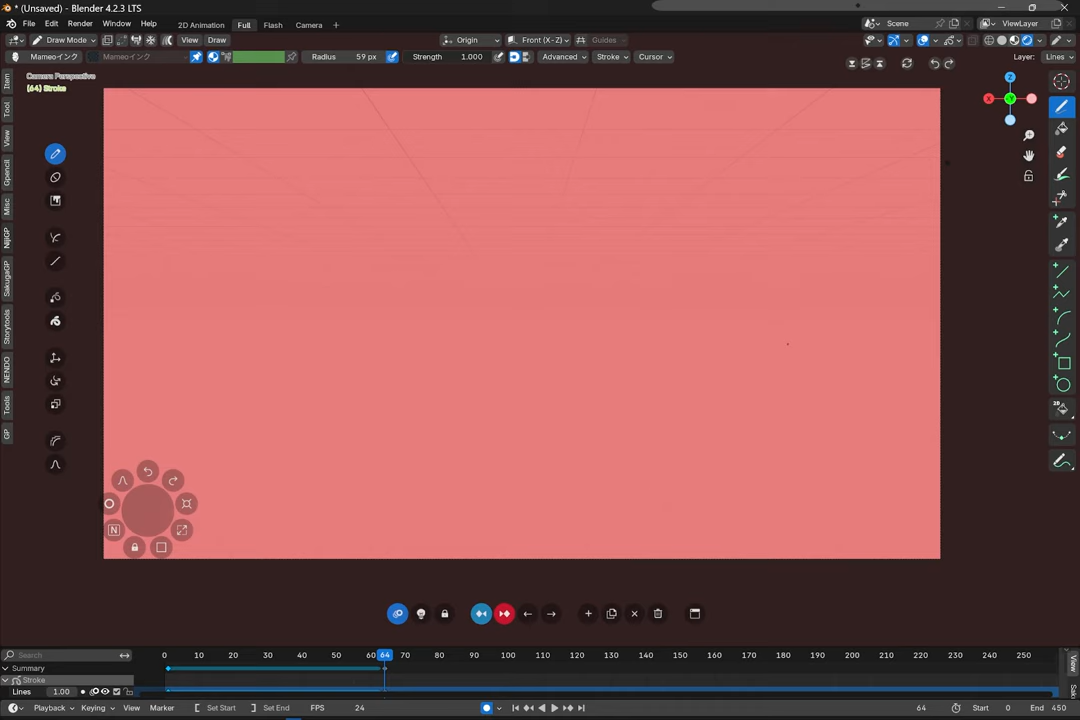 * (Unsaved) - Blender 4.2.3 LTS
File Edit Render Window Help 2D Animation Full Flash Camera + Scene ViewLayer
Draw Mode View Draw Origin Front (X-Z) Guides
Mameoインク Mameoインク Radius 59 px Strength 1.000 Advanced Stroke Cursor Layer: Lines
Camera Perspective
(64) Stroke
Z
X
Y
Item
Tool
View
Gpencil
Misc
NijiGP
SakugaGP
Storytools
NENDO
Tools
GP
2D
N
Search 0 10 20 30 40 50 60 64 70 80 90 100 110 120 130 140 150 160 170 180 190 200 210 220 230 240 250
Summary
Stroke
Lines 1.00
View
Playback Keying View Marker Set Start Set End FPS 24 64 Start 0 End 450